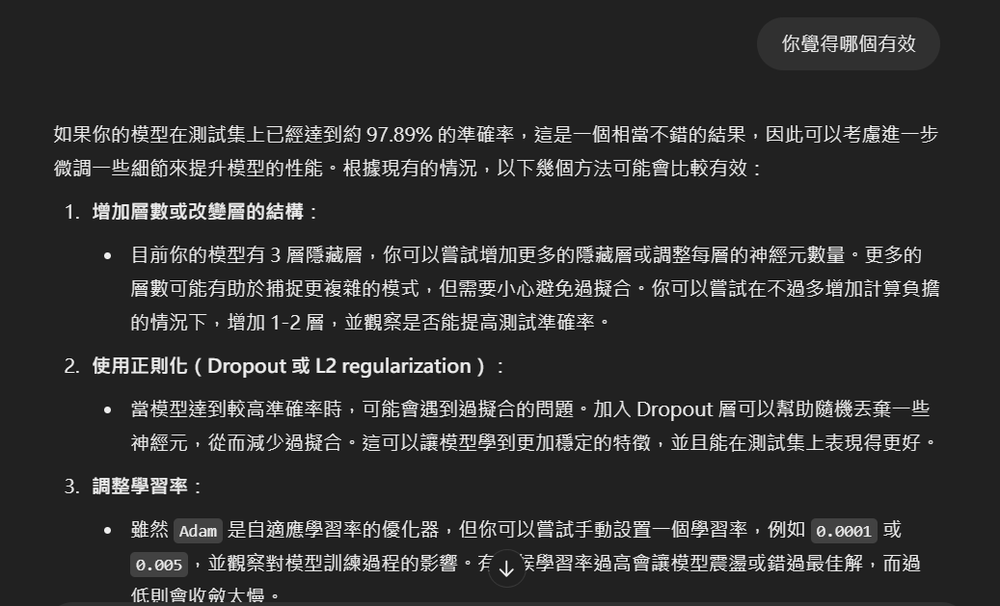 你覺得哪個有效
如果你的模型在測試集上已經達到約 97.89% 的準確率，這是一個相當不錯的結果，因此可以考慮進一步
微調一些細節來提升模型的性能。根據現有的情況，以下幾個方法可能會比較有效：
1. 增加層數或改變層的結構：
• 目前你的模型有 3 層隱藏層，你可以嘗試增加更多的隱藏層或調整每層的神經元數量。更多的
層數可能有助於捕捉更複雜的模式，但需要小心避免過擬合。你可以嘗試在不過多增加計算負擔
的情況下，增加 1-2 層，並觀察是否能提高測試準確率。
2. 使用正則化（Dropout 或 L2 regularization）：
• 當模型達到較高準確率時，可能會遇到過擬合的問題。加入 Dropout 層可以幫助隨機丟棄一些
神經元，從而減少過擬合。這可以讓模型學到更加穩定的特徵，並且能在測試集上表現得更好。
3. 調整學習率：
• 雖然 Adam 是自適應學習率的優化器，但你可以嘗試手動設置一個學習率，例如 0.0001 或
0.005，並觀察對模型訓練過程的影響。有候學習率過高會讓模型震盪或錯過最佳解，而過
低則會收斂太慢。